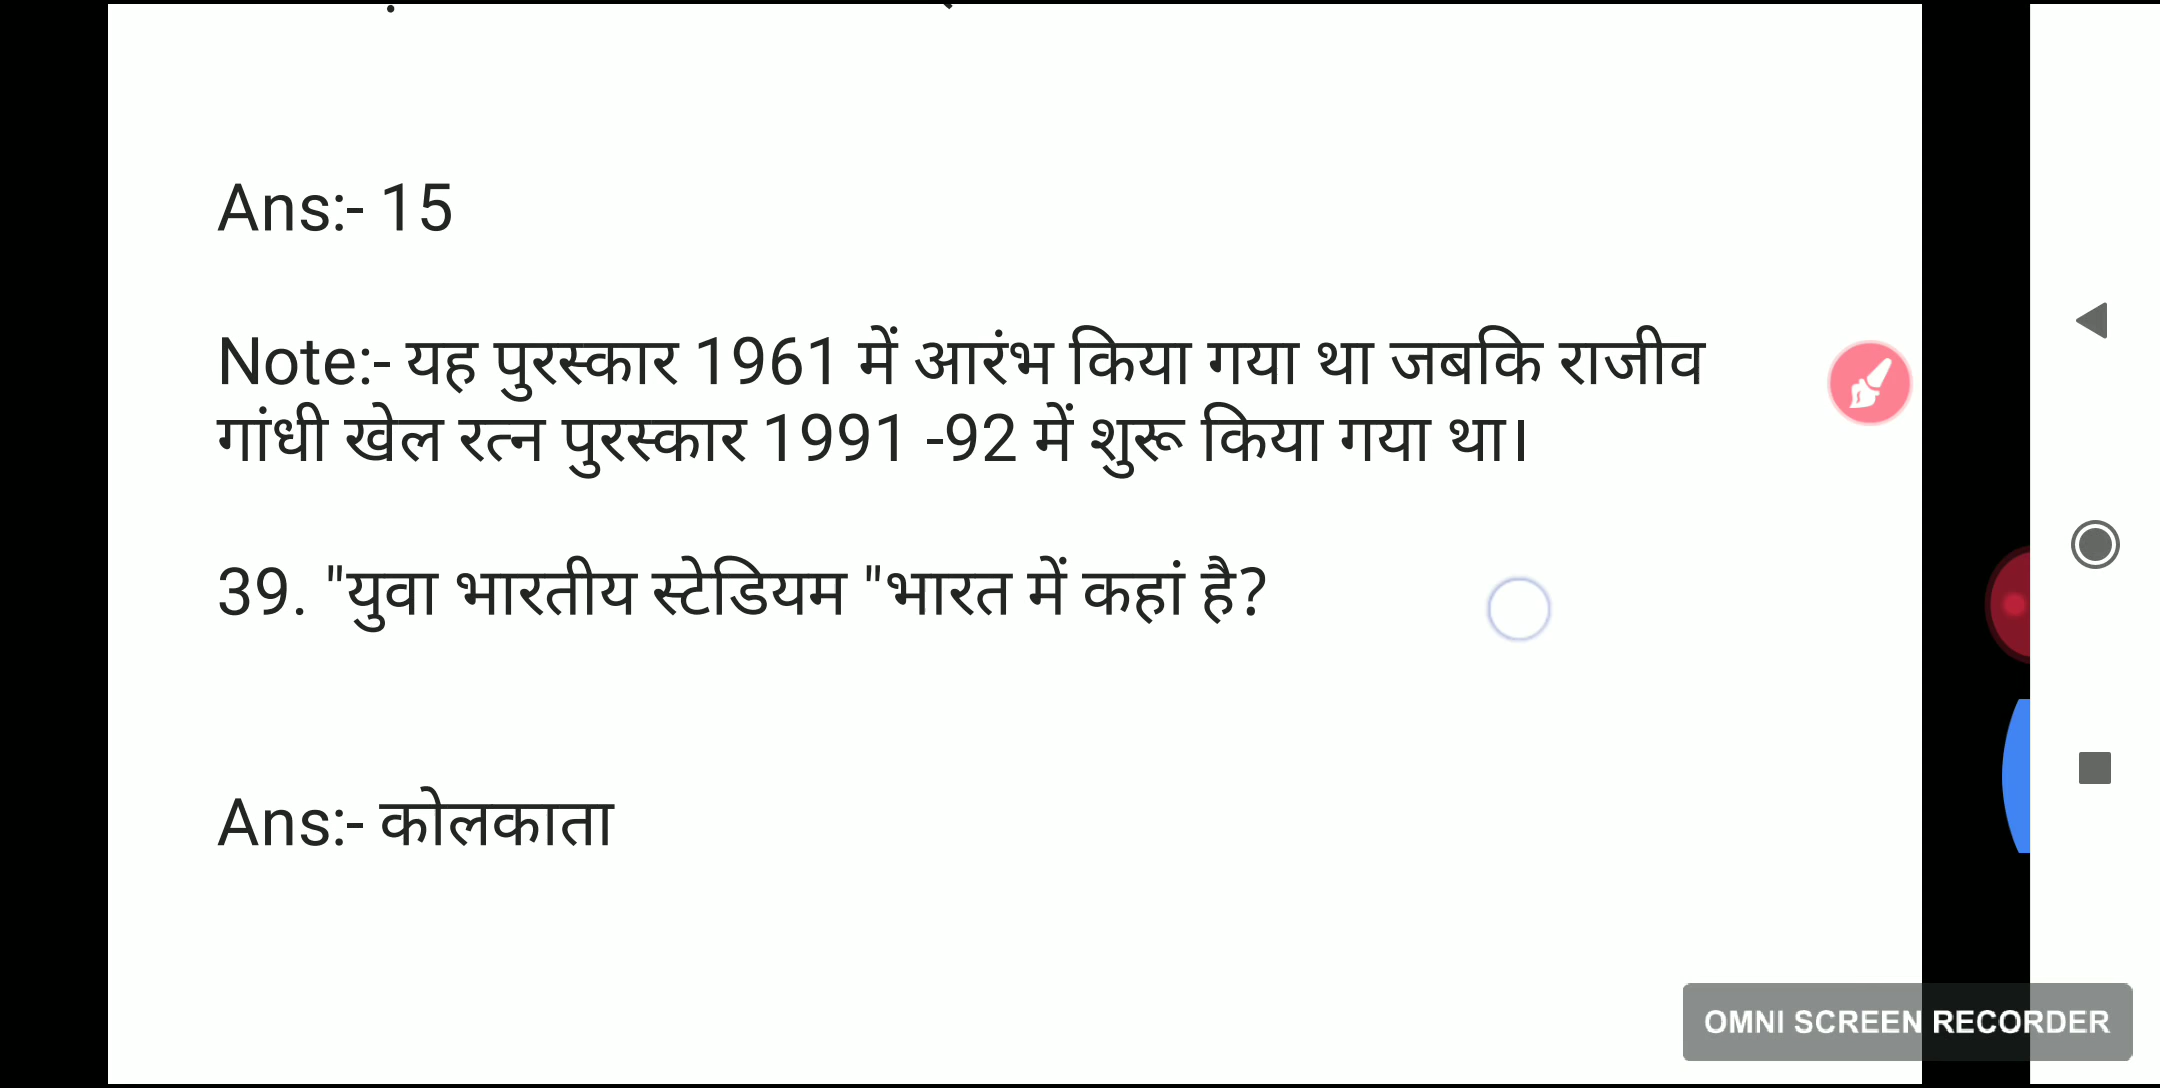 Ans:- 15
Note:- यह पुरस्कार 1961 में आरंभ किया गया था जबकि राजीव
गांधी खेल रत्न पुरस्कार 1991 -92 में शुरू किया गया था।
39. "युवा भारतीय स्टेडियम "भारत में कहां है?
Ans:- कोलकाता
OMNI SCREEN RECORDER